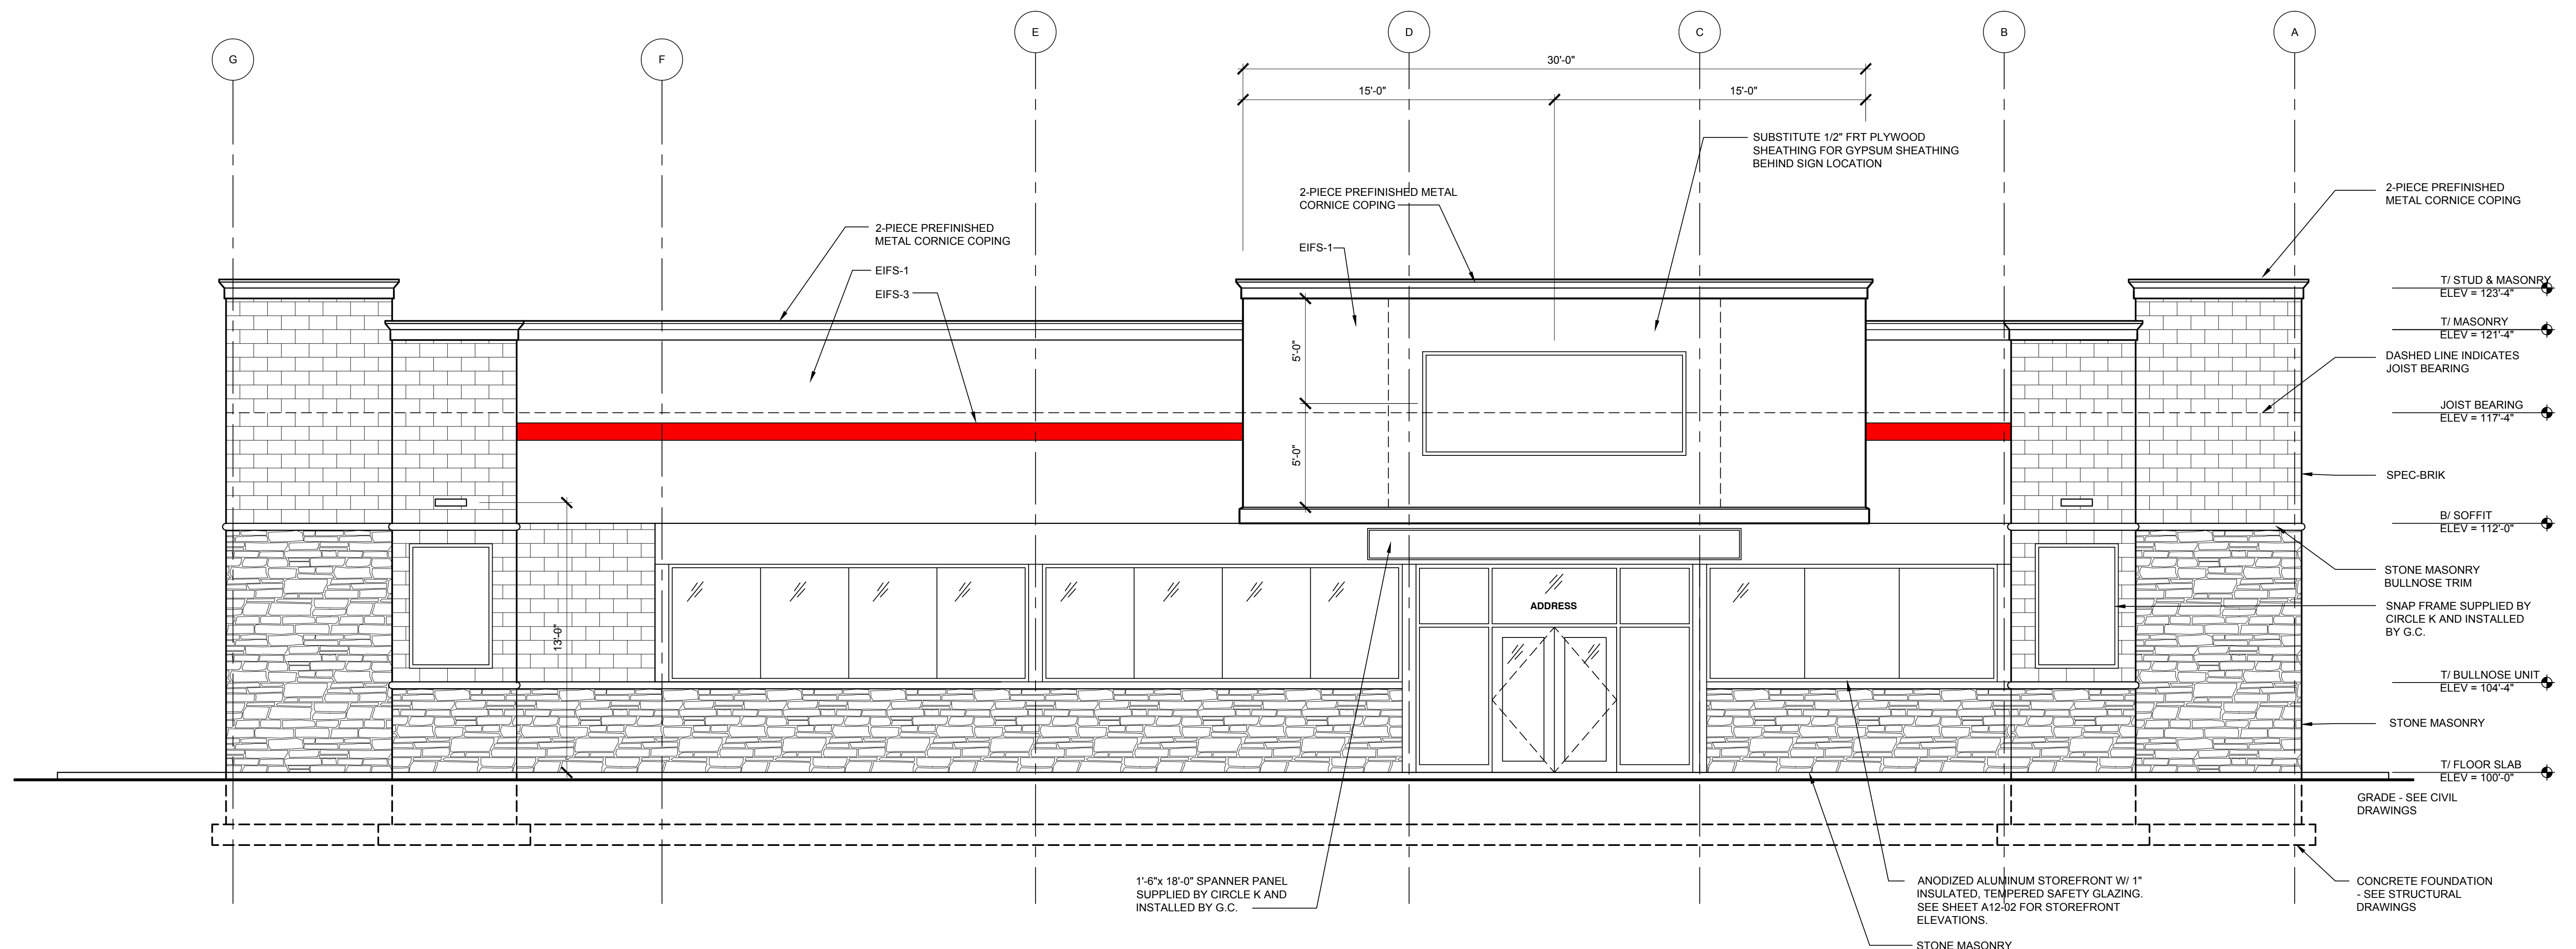 G
F
E
D
C
B
A
30'-0"
15'-0"
15'-0"
SUBSTITUTE 1/2" FRT PLYWOOD
SHEATHING FOR GYPSUM SHEATHING
BEHIND SIGN LOCATION
2-PIECE PREFINISHED METAL
CORNICE COPING
2-PIECE PREFINISHED
METAL CORNICE COPING
2-PIECE PREFINISHED
METAL CORNICE COPING
EIFS-1
EIFS-1
EIFS-3
T/ STUD & MASONRY
ELEV = 123'-4"
T/ MASONRY
ELEV = 121'-4"
DASHED LINE INDICATES
JOIST BEARING
5'-0"
JOIST BEARING
ELEV = 117'-4"
5'-0"
SPEC-BRIK
B/ SOFFIT
ELEV = 112'-0"
STONE MASONRY
BULLNOSE TRIM
ADDRESS
SNAP FRAME SUPPLIED BY
CIRCLE K AND INSTALLED
BY G.C.
13'-0"
T/ BULLNOSE UNIT
ELEV = 104'-4"
STONE MASONRY
T/ FLOOR SLAB
ELEV = 100'-0"
GRADE - SEE CIVIL
DRAWINGS
1'-6"x 18'-0" SPANNER PANEL
SUPPLIED BY CIRCLE K AND
INSTALLED BY G.C.
ANODIZED ALUMINUM STOREFRONT W/ 1"
INSULATED, TEMPERED SAFETY GLAZING.
SEE SHEET A12-02 FOR STOREFRONT
ELEVATIONS.
CONCRETE FOUNDATION
- SEE STRUCTURAL
DRAWINGS
STONE MASONRY